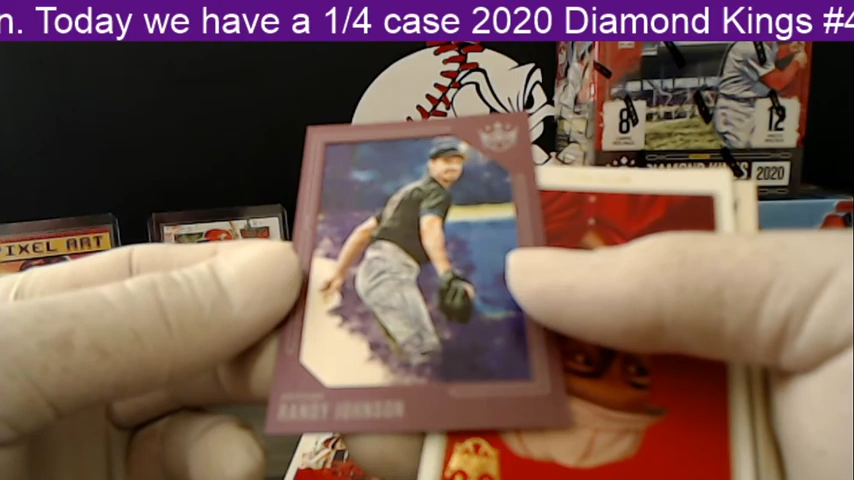 n. Today we have a 1/4 case 2020 Diamond Kings #4
8
12
DIAMOND KINGS 2020
PIXEL ART
RANDY JOHNSON